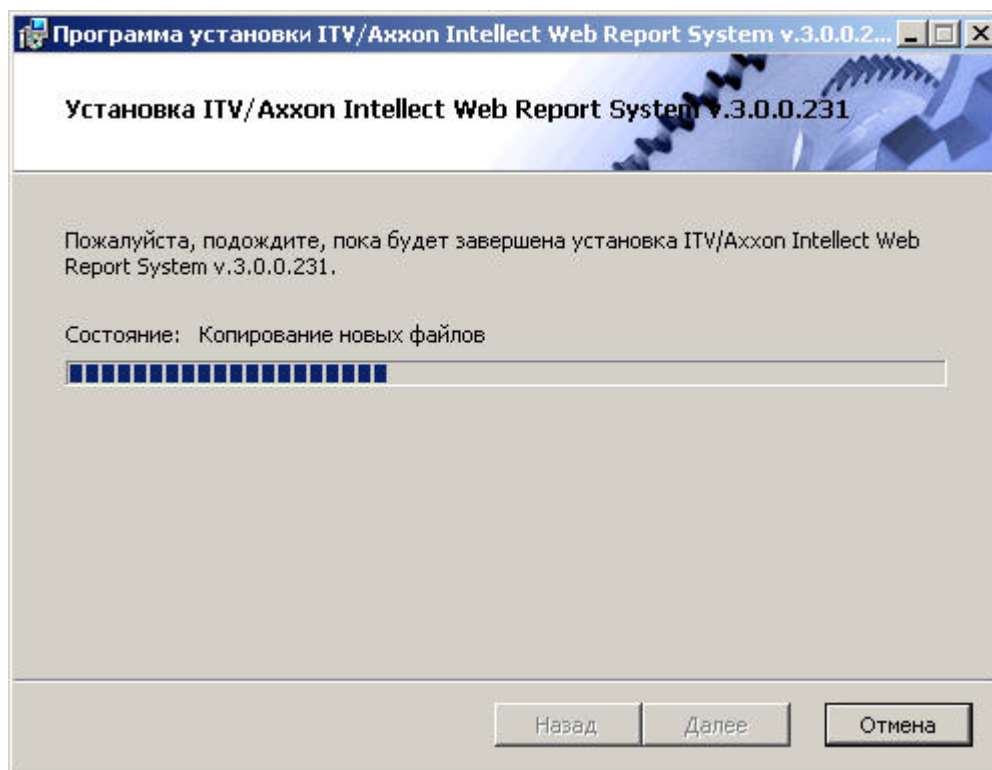 Программа установки ITV/Axxon Intellect Web Report System v.3.0.0.2...
Установка ITV/Axxon Intellect Web Report System v.3.0.0.231
Пожалуйста, подождите, пока будет завершена установка ITV/Axxon Intellect Web
Report System v.3.0.0.231.
Состояние: Копирование новых файлов
Назад Далее Отмена